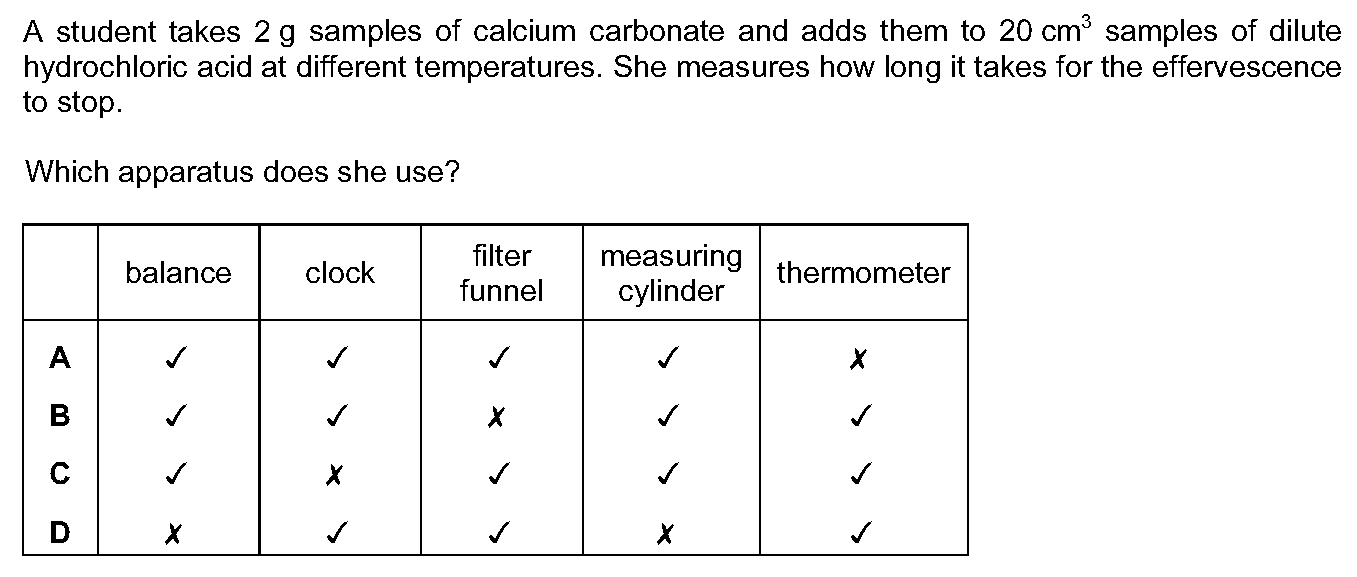 A student takes 2 g samples of calcium carbonate and adds them to 20 cm³ samples of dilute
hydrochloric acid at different temperatures. She measures how long it takes for the effervescence
to stop.
Which apparatus does she use?
balance clock filter funnel measuring cylinder thermometer
A ✓ ✓ ✓ ✓ ✗
B ✓ ✓ ✗ ✓ ✓
C ✓ ✗ ✓ ✓ ✓
D ✗ ✓ ✓ ✗ ✓